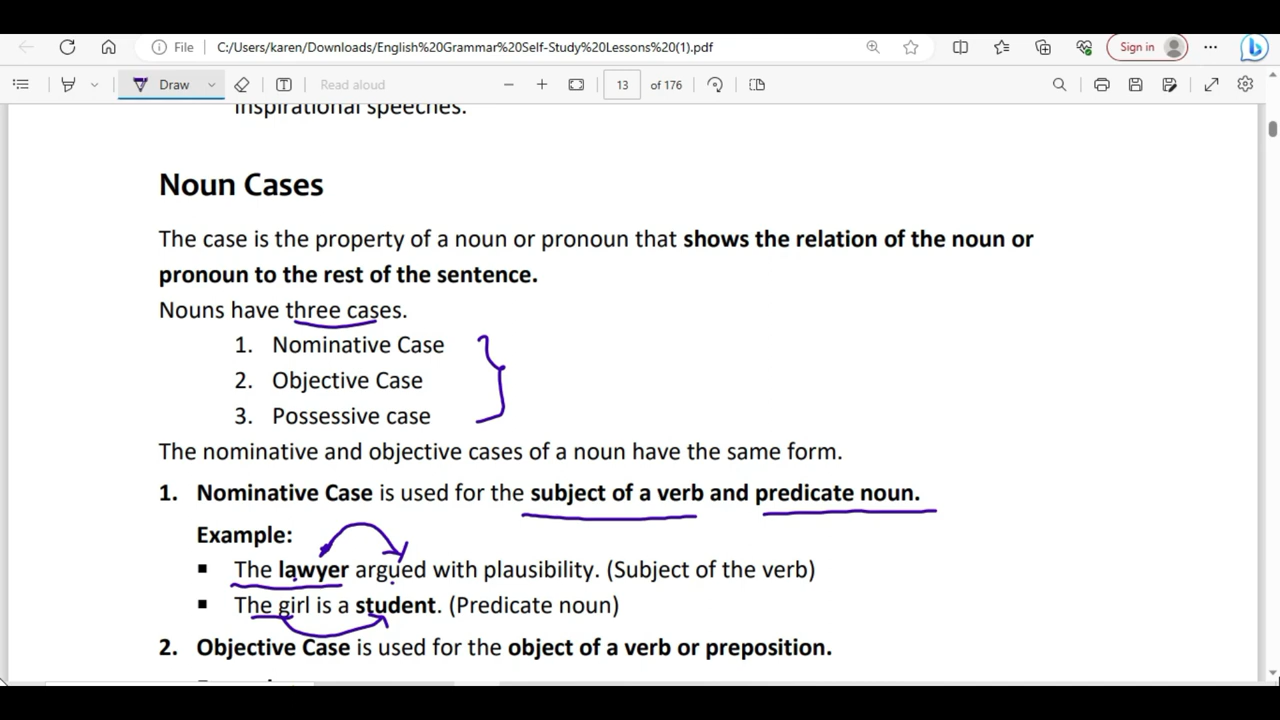 File C:/Users/karen/Downloads/English%20Grammar%20Self-Study%20Lessons%20(1).pdf Sign in
Draw Read aloud 13 of 176
inspirational speeches.
Noun Cases
The case is the property of a noun or pronoun that shows the relation of the noun or
pronoun to the rest of the sentence.
Nouns have three cases.
1. Nominative Case
2. Objective Case
3. Possessive case
The nominative and objective cases of a noun have the same form.
1. Nominative Case is used for the subject of a verb and predicate noun.
Example:
▪ The lawyer argued with plausibility. (Subject of the verb)
▪ The girl is a student. (Predicate noun)
2. Objective Case is used for the object of a verb or preposition.